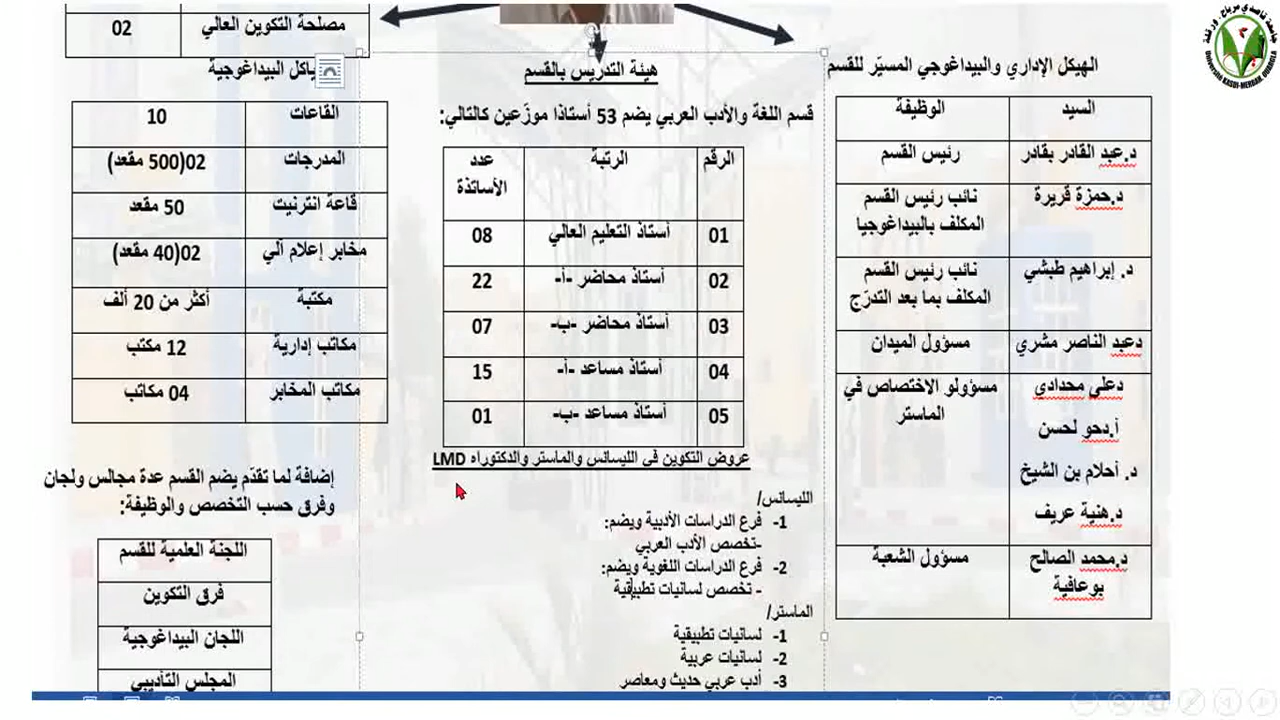 الهيكل الإداري والبيداغوجي المسيّر للقسم
السيد الوظيفة
د.عبد القادر بقادر رئيس القسم
د.حمزة قريرة نائب رئيس القسم
المكلف بالبيداغوجيا
د. إبراهيم طبشي نائب رئيس القسم
المكلف بما بعد التدرّج
دعبد الناصر مشري مسؤول الميدان
دعلي محدادي مسؤولو الاختصاص في
الماستر
أ.دحو لحسن
د. أحلام بن الشيخ
د.هنية عريف
د.محمد الصالح مسؤول الشعبة
بوعافية
هيئة التدريس بالقسم
قسم اللغة والأدب العربي يضم 53 أستاذا موزّعين كالتالي:
الرقم الرتبة عدد
الأساتذة
01 أستاذ التعليم العالي 08
02 أستاذ محاضر -أ- 22
03 أستاذ محاضر -ب- 07
04 أستاذ مساعد -أ- 15
05 أستاذ مساعد -ب- 01
عروض التكوين في الليسانس والماستر والدكتوراه LMD
الليسانس/
1- فرع الدراسات الأدبية ويضم:
-تخصص الأدب العربي
2- فرع الدراسات اللغوية ويضم:
- تخصص لسانيات تطبيقية
الماستر/
1- لسانيات تطبيقية
2- لسانيات عربية
3- أدب عربي حديث ومعاصر
مصلحة التكوين العالي 02
ياكل البيداغوجية
القاعات 10
المدرجات 02(500 مقعد)
قاعة انترنيت 50 مقعد
مخابر إعلام آلي 02(40 مقعد)
مكتبة أكثر من 20 ألف
مكاتب إدارية 12 مكتب
مكاتب المخابر 04 مكاتب
إضافة لما تقدّم يضم القسم عدة مجالس ولجان
وفرق حسب التخصص والوظيفة:
اللجنة العلمية للقسم
فرق التكوين
اللجان البيداغوجية
المجلس التأديبي